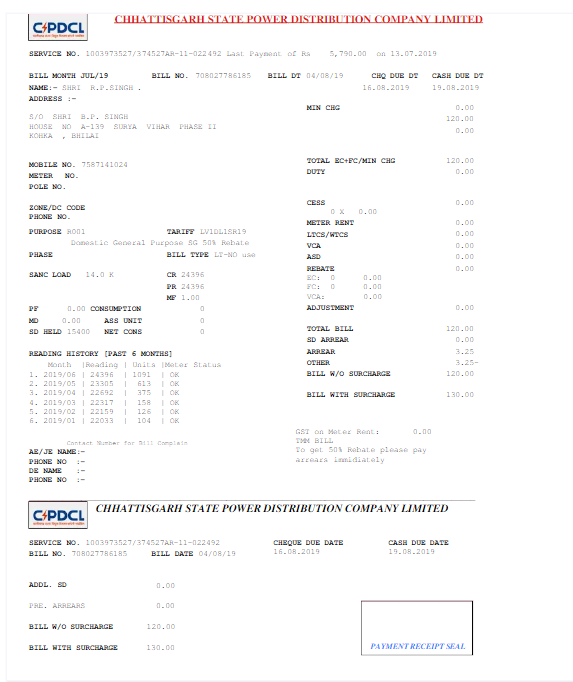 CSPDCL CHHATTISGARH STATE POWER DISTRIBUTION COMPANY LIMITED
SERVICE NO. 1003973527/374527AR-11-022492 Last Payment of Rs 5,790.00 on 13.07.2019
BILL MONTH JUL/19 BILL NO. 708027786185 BILL DT 04/08/19 CHQ DUE DT CASH DUE DT
NAME:- SHRI R.P.SINGH . 16.08.2019 19.08.2019
ADDRESS :-
MIN CHG 0.00
S/O SHRI B.P. SINGH 120.00
HOUSE NO A-139 SURYA VIHAR PHASE II
KOHKA , BHILAI 0.00
TOTAL EC+FC/MIN CHG 120.00
MOBILE NO. 7587141024
METER NO. DUTY 0.00
POLE NO.
CESS 0.00
ZONE/DC CODE 0 X 0.00
PHONE NO.
METER RENT 0.00
PURPOSE R001 TARIFF LV1DL1SR19 LTCS/WTCS 0.00
Domestic General Purpose SG 50% Rebate VCA 0.00
PHASE BILL TYPE LT-NO use ASD 0.00
REBATE 0.00
SANC LOAD 14.0 K CR 24396 EC: 0 0.00
PR 24396 FC: 0 0.00
MF 1.00 VCA: 0.00
PF 0.00 CONSUMPTION 0 ADJUSTMENT 0.00
MD 0.00 ASS UNIT 0
SD HELD 15400 NET CONS 0 TOTAL BILL 120.00
SD ARREAR 0.00
READING HISTORY [PAST 6 MONTHS] ARREAR 3.25
Month |Reading | Units |Meter Status OTHER 3.25-
1. 2019/06 | 24396 | 1091 | OK BILL W/O SURCHARGE 120.00
2. 2019/05 | 23305 | 613 | OK
3. 2019/04 | 22692 | 375 | OK BILL WITH SURCHARGE 130.00
4. 2019/03 | 22317 | 158 | OK
5. 2019/02 | 22159 | 126 | OK
6. 2019/01 | 22033 | 104 | OK
GST on Meter Rent: 0.00
Contact Number for Bill Complain TMM BILL
AE/JE NAME:- To get 50% Rebate please pay
PHONE NO :- arrears immidiately
DE NAME :-
PHONE NO :-
CSPDCL CHHATTISGARH STATE POWER DISTRIBUTION COMPANY LIMITED
SERVICE NO. 1003973527/374527AR-11-022492 CHEQUE DUE DATE CASH DUE DATE
BILL NO. 708027786185 BILL DATE 04/08/19 16.08.2019 19.08.2019
ADDL. SD 0.00
PRE. ARREARS 0.00
BILL W/O SURCHARGE 120.00
BILL WITH SURCHARGE 130.00
PAYMENT RECEIPT SEAL